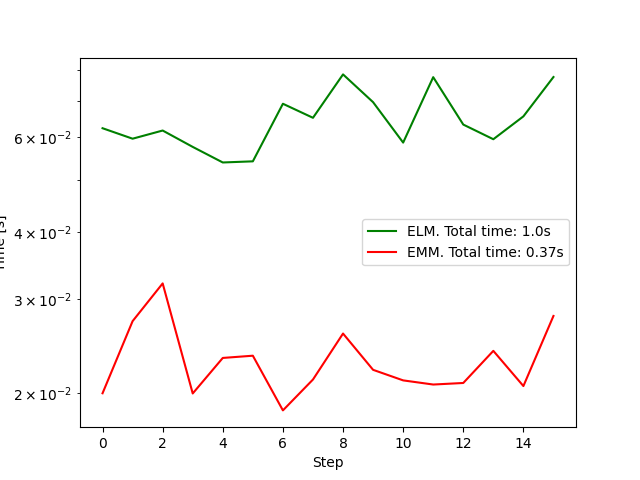 6 × 10⁻²
4 × 10⁻²
3 × 10⁻²
2 × 10⁻²
Time [s]
ELM. Total time: 1.0s
EMM. Total time: 0.37s
0 2 4 6 8 10 12 14
Step